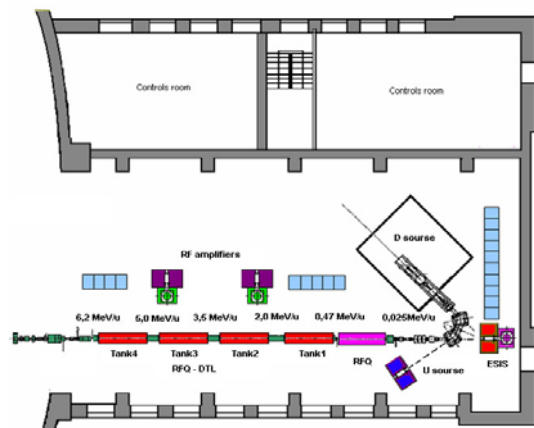 Controls room
Controls room
D sourse
RF amplifiers
6,2 MeV/u 5,0 MeV/u 3,5 MeV/u 2,0 MeV/u 0,47 MeV/u 0,025MeV/u
Tank4 Tank3 Tank2 Tank1 RFQ U sourse ESIS
RFQ - DTL